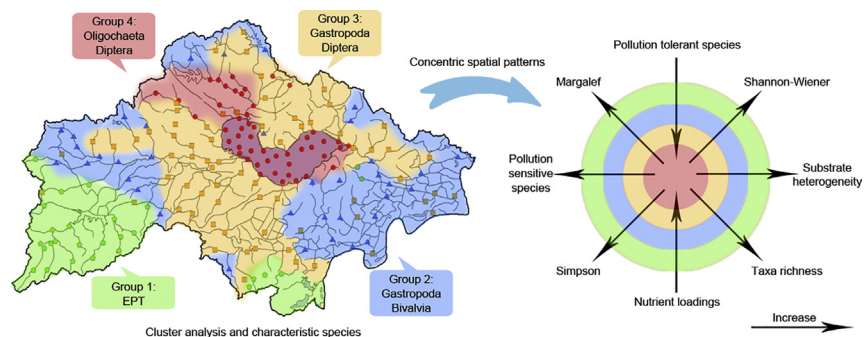 Group 4:
Oligochaeta
Diptera
Group 3:
Gastropoda
Diptera
Group 1:
EPT
Group 2:
Gastropoda
Bivalvia
Cluster analysis and characteristic species
Concentric spatial patterns
Pollution tolerant species
Margalef
Shannon-Wiener
Pollution
sensitive
species
Substrate
heterogeneity
Simpson
Taxa richness
Nutrient loadings
Increase